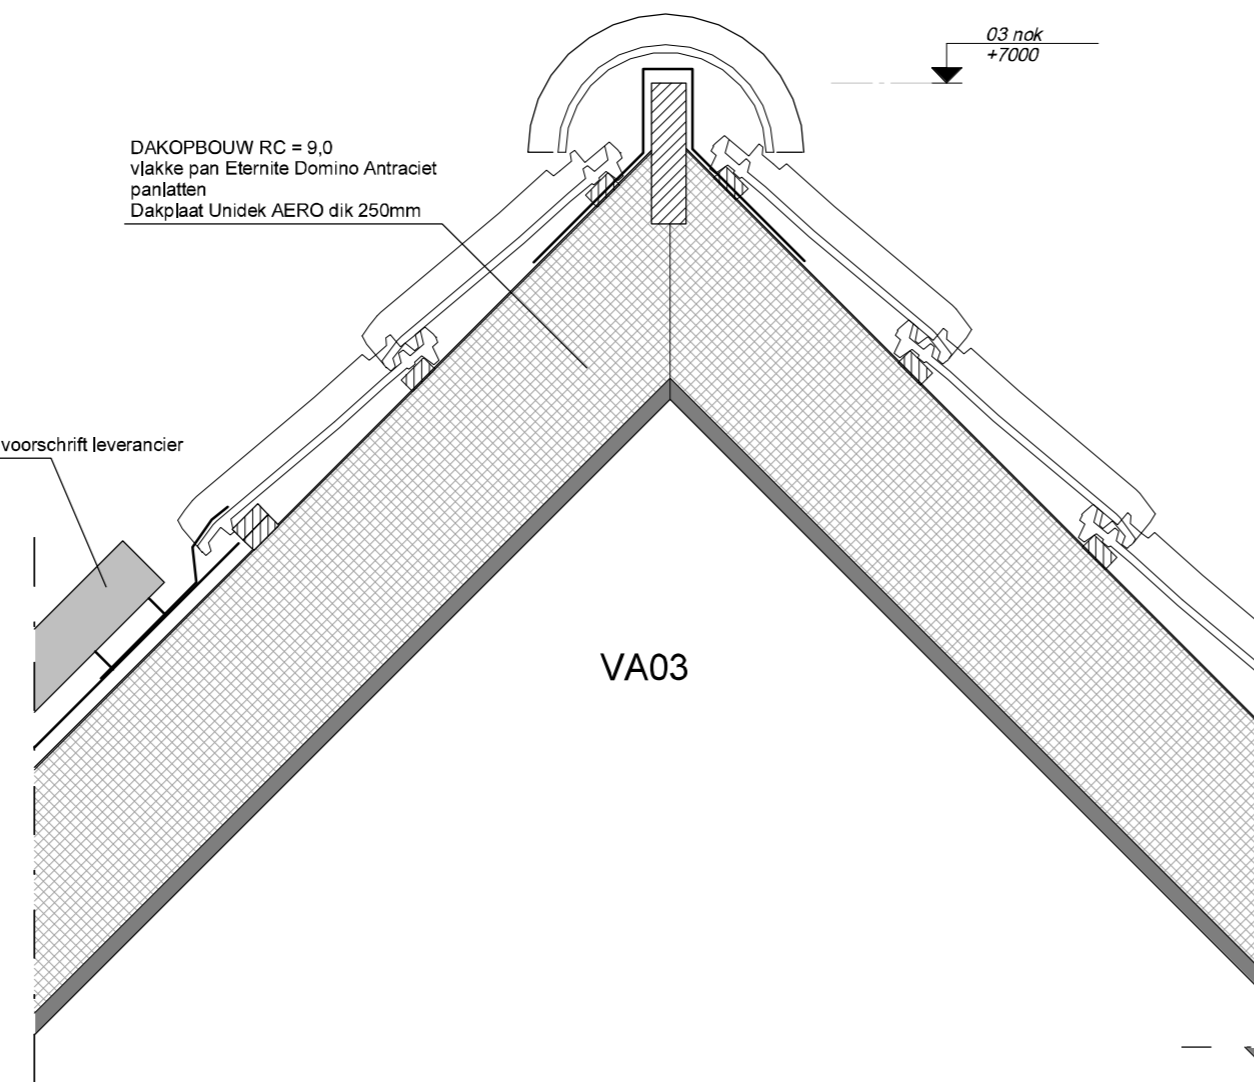 03 nok
+7000
DAKOPBOUW RC = 9,0
vlakke pan Eternite Domino Antraciet
panlatten
Dakplaat Unidek AERO dik 250mm
voorschrift leverancier
VA03